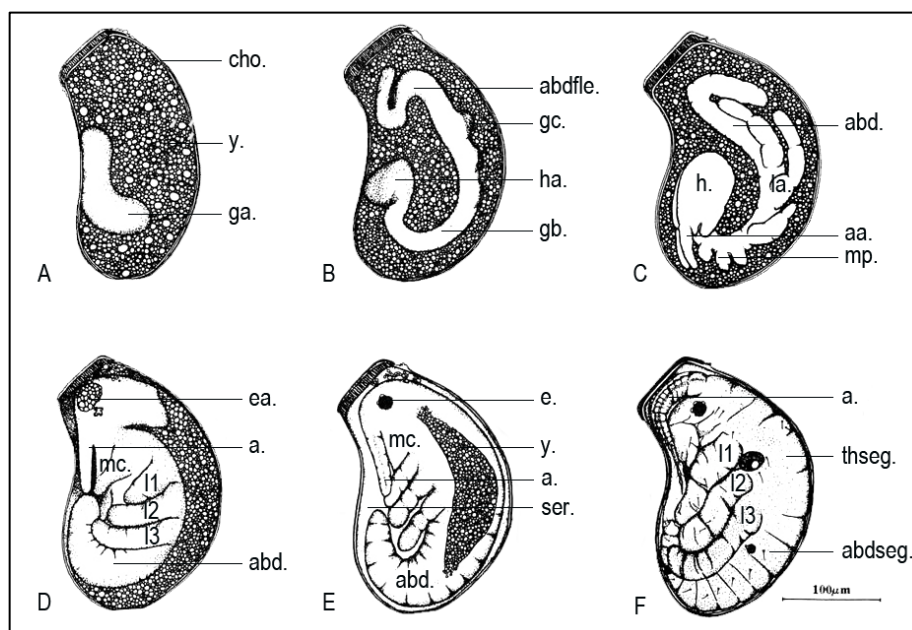 cho.
y.
ga.
A
abdfle.
gc.
ha.
gb.
B
abd.
h.
la.
aa.
mp.
C
ea.
a.
mc.
l1
l2
l3
abd.
D
e.
mc.
y.
a.
ser.
abd.
E
a.
l1
thseg.
l2
l3
abdseg.
F
100μm